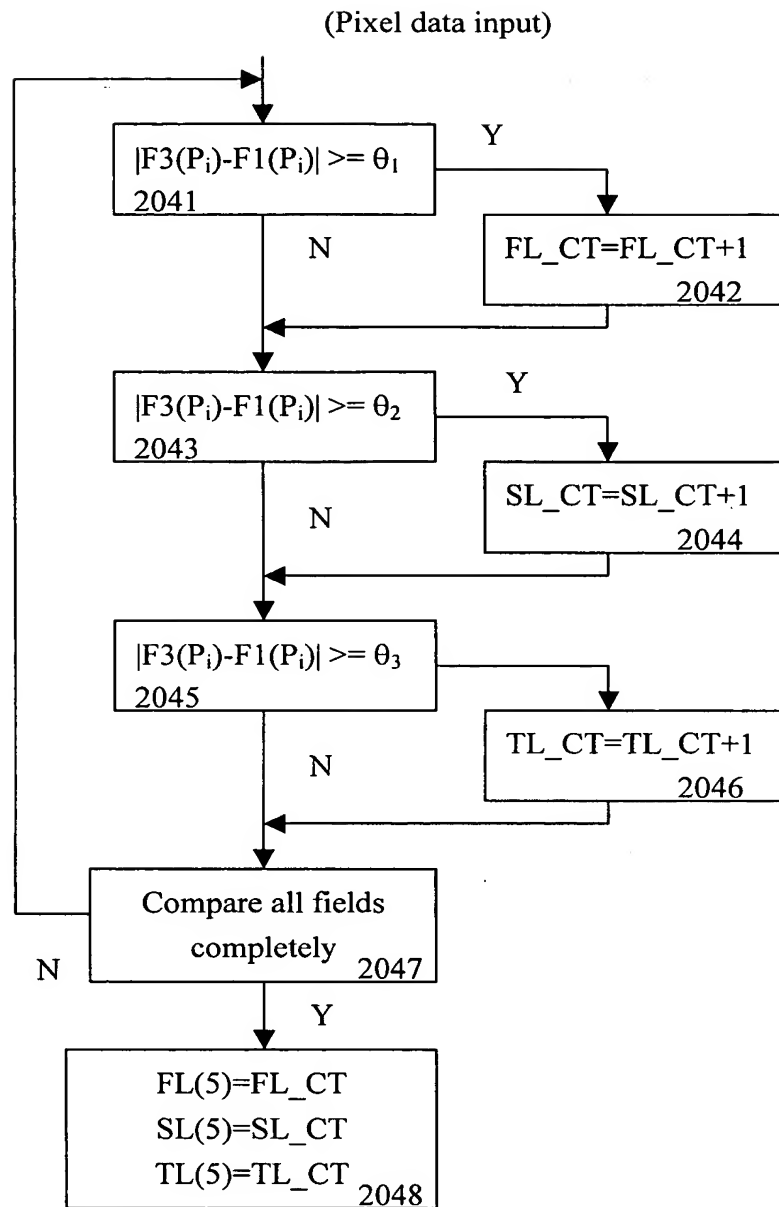 (Pixel data input)
|F3(Pᵢ)-F1(Pᵢ)| >= θ₁
2041
Y
N
FL_CT=FL_CT+1
2042
|F3(Pᵢ)-F1(Pᵢ)| >= θ₂
2043
Y
N
SL_CT=SL_CT+1
2044
|F3(Pᵢ)-F1(Pᵢ)| >= θ₃
2045
N
TL_CT=TL_CT+1
2046
Compare all fields
completely
2047
N
Y
FL(5)=FL_CT
SL(5)=SL_CT
TL(5)=TL_CT
2048